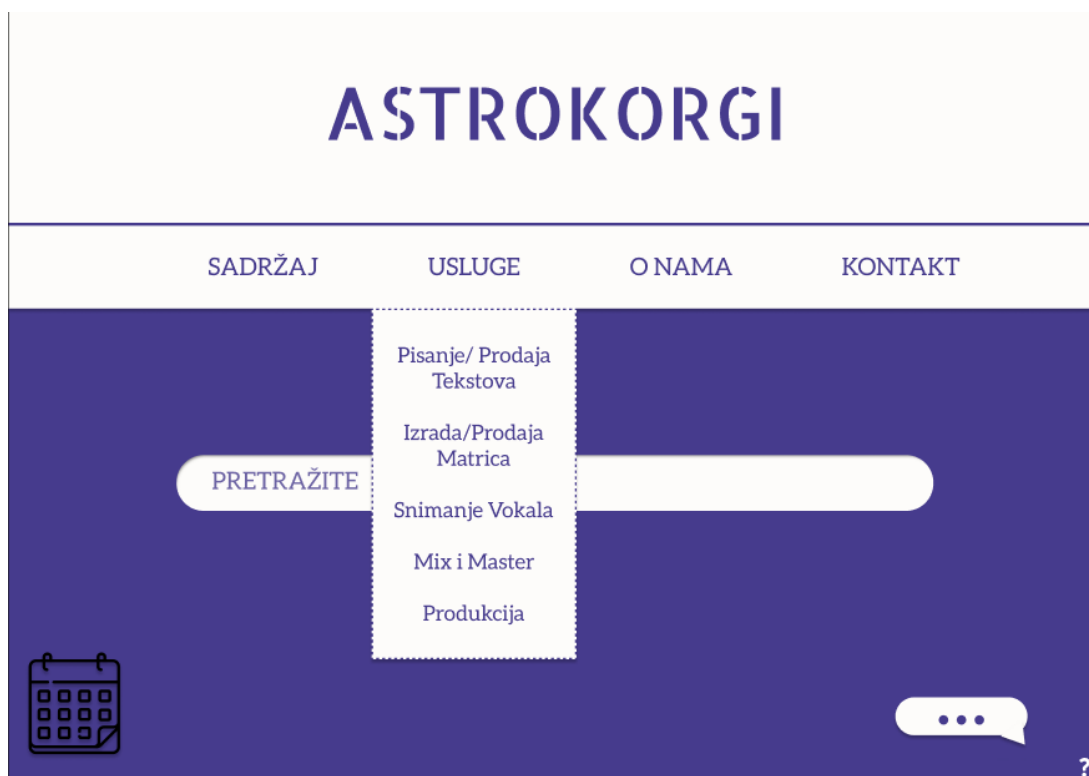 ASTROKORGI
SADRŽAJ USLUGE O NAMA KONTAKT
Pisanje/ Prodaja
Tekstova
Izrada/Prodaja
Matrica
PRETRAŽITE
Snimanje Vokala
Mix i Master
Produkcija
?